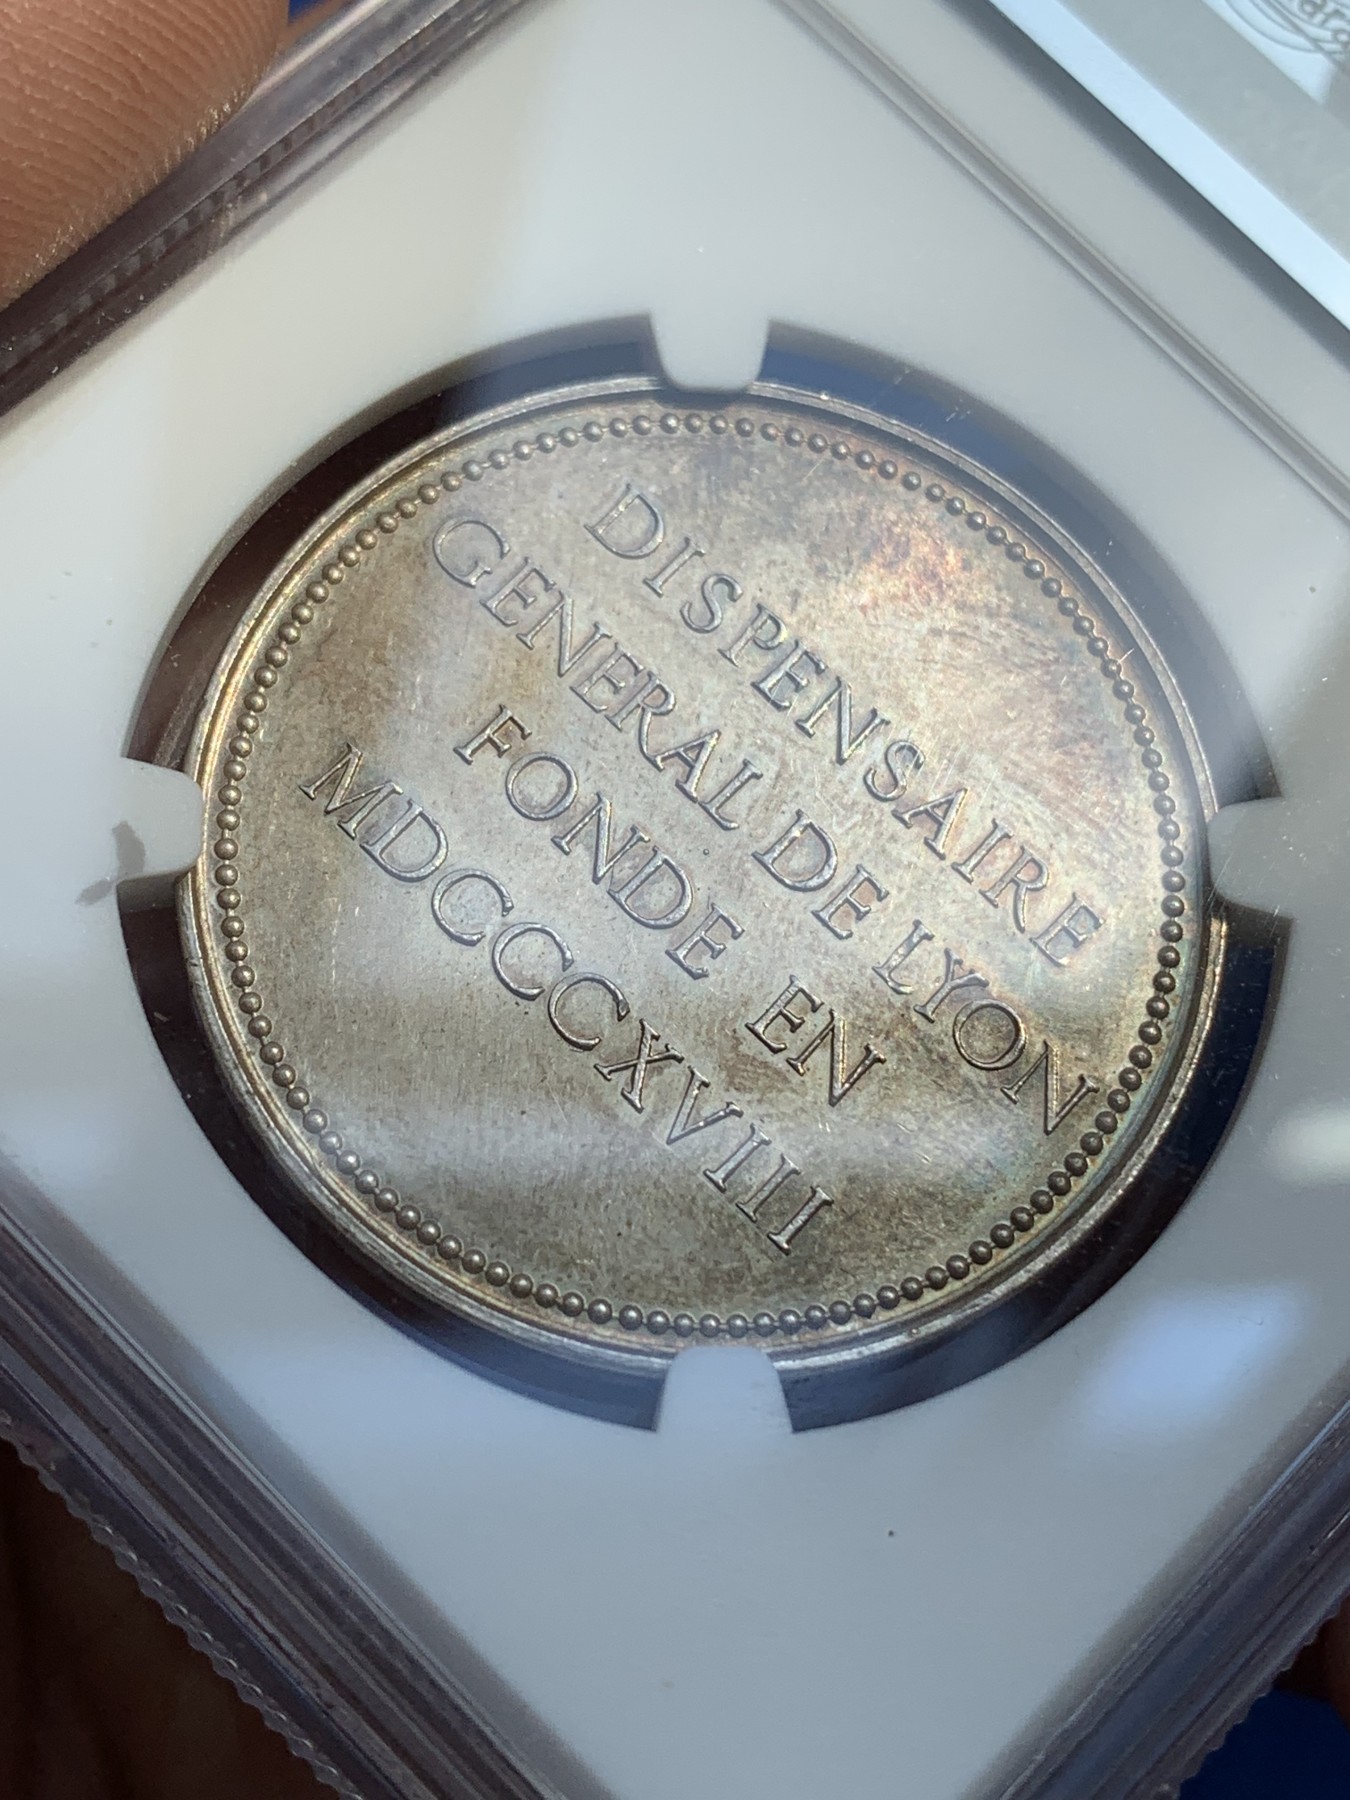 DISPENSAIRE
GENERAL DE LYON
FONDE EN
MDCCCXVIII